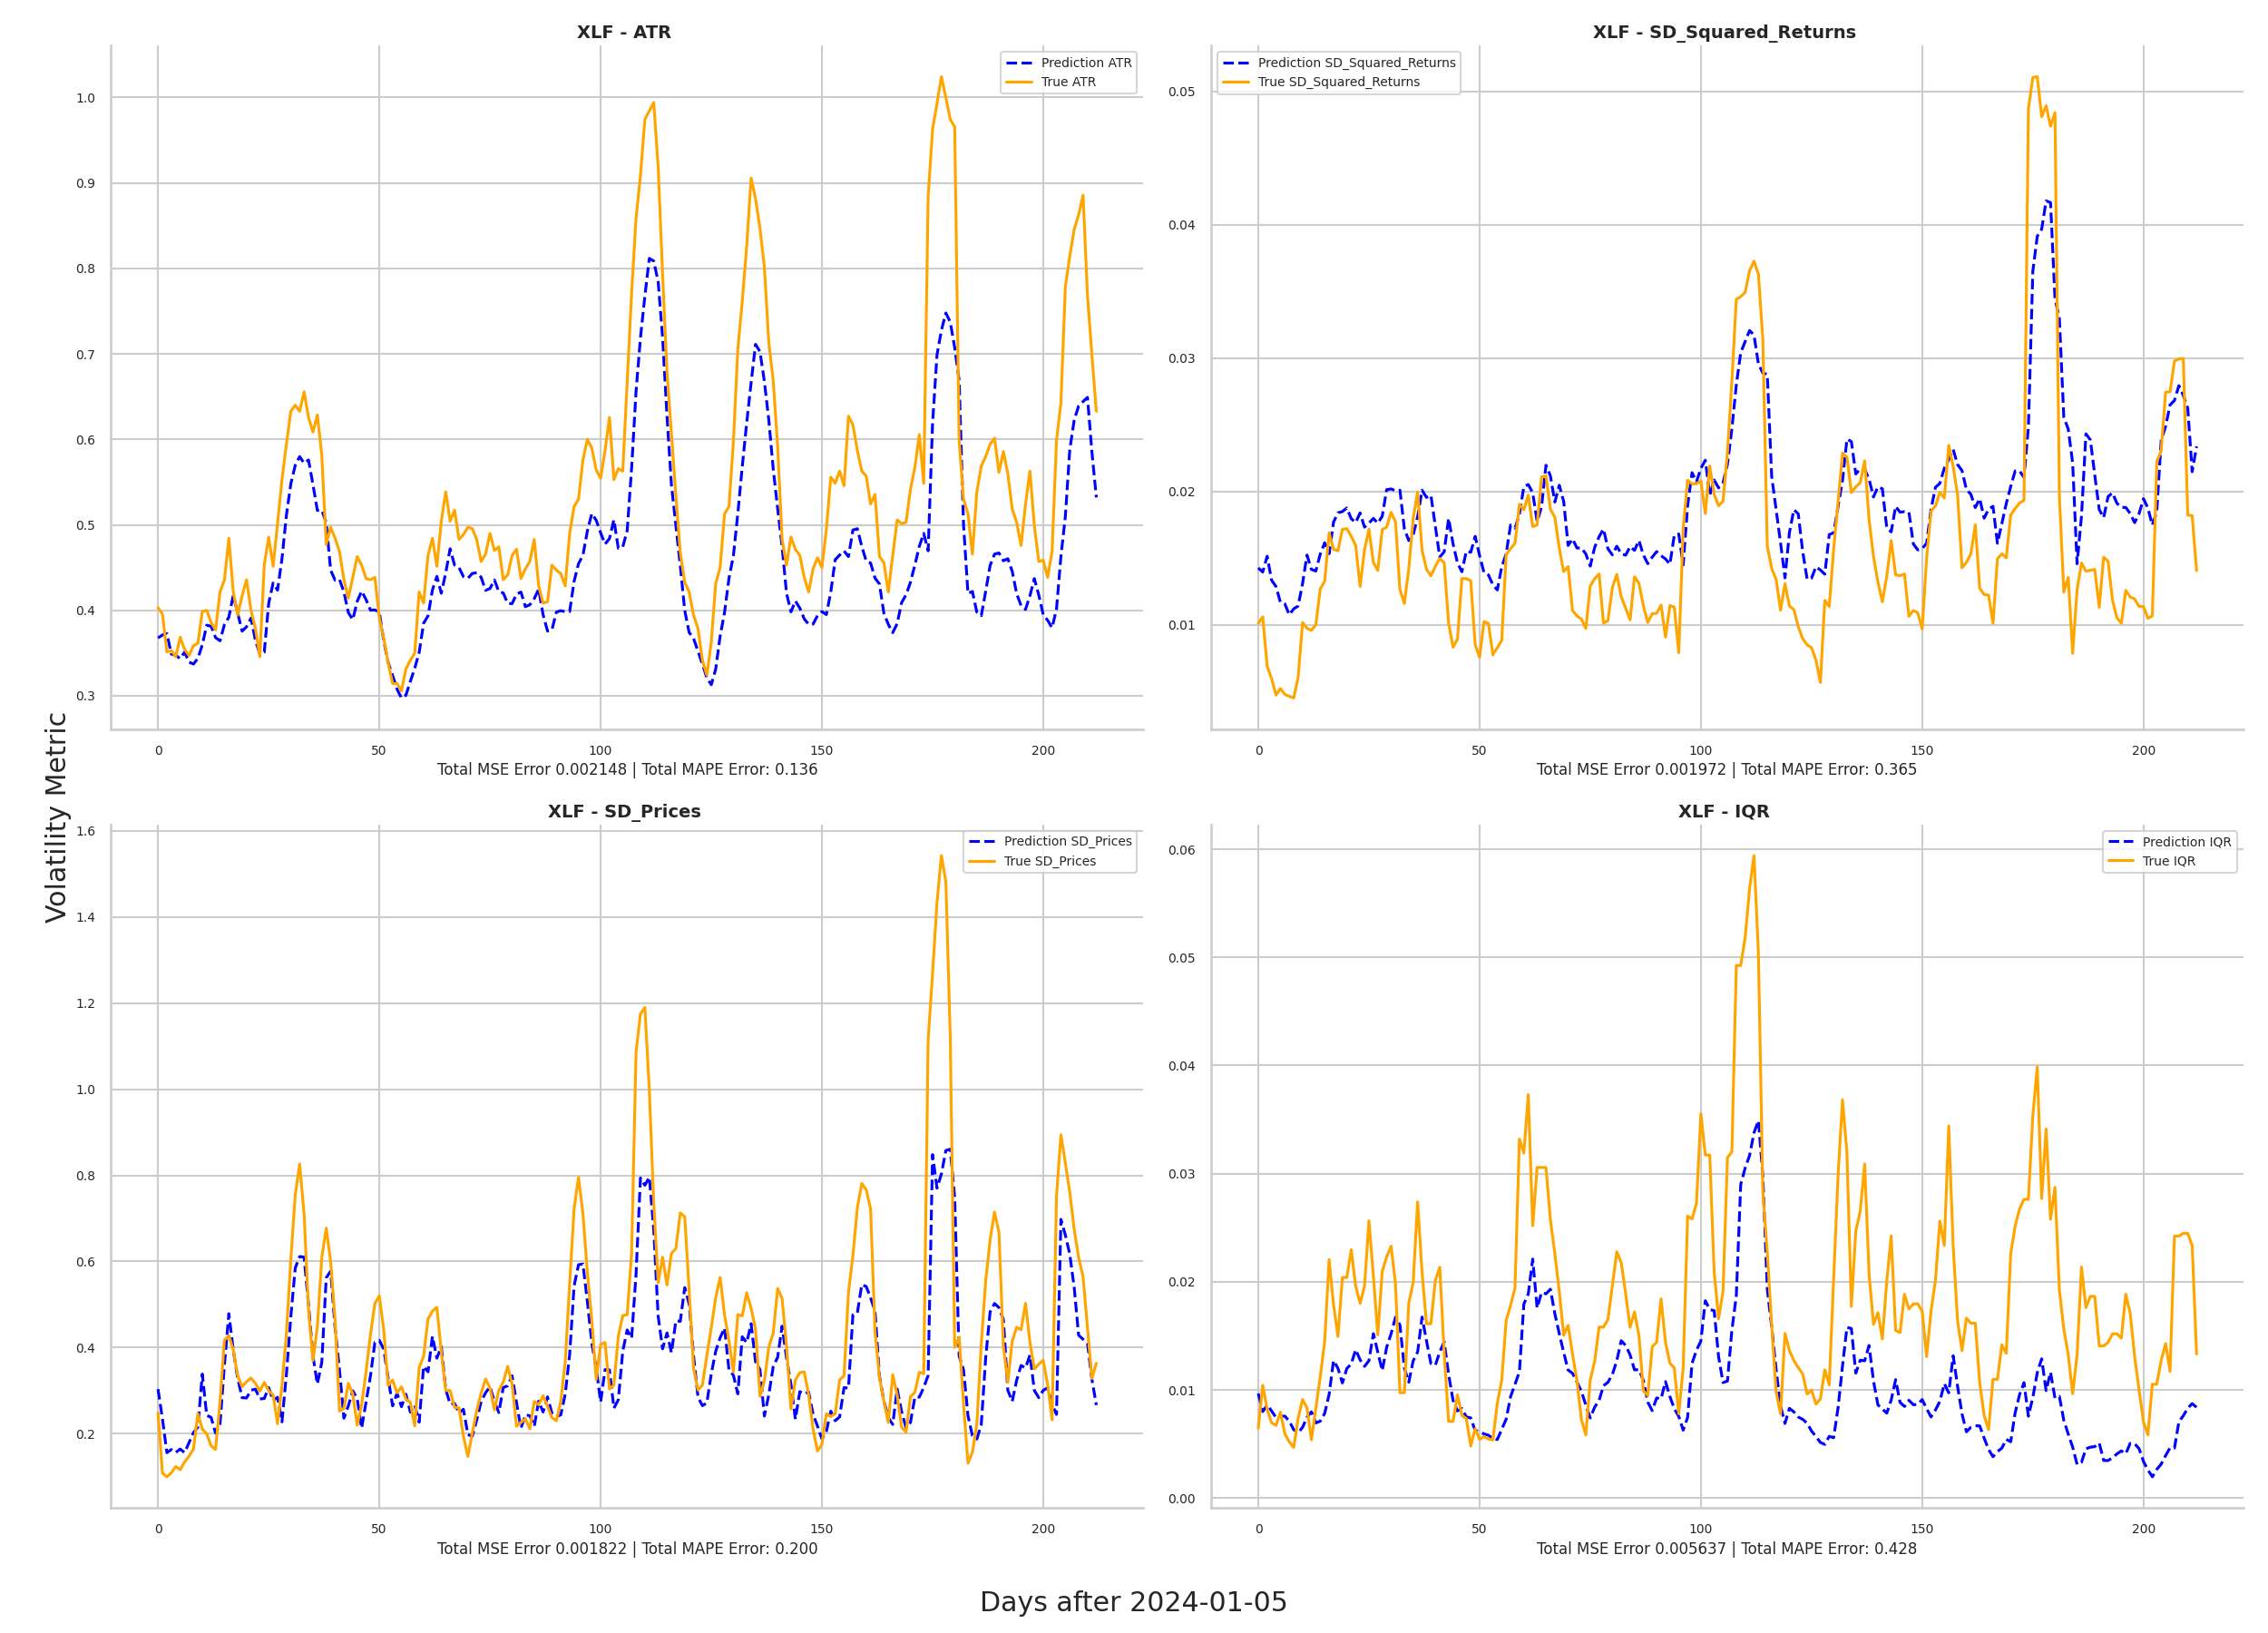 XLF - ATR
Prediction ATR
True ATR
1.0
0.9
0.8
0.7
0.6
0.5
0.4
0.3
0 50 100 150 200
Total MSE Error 0.002148 | Total MAPE Error: 0.136
XLF - SD_Squared_Returns
Prediction SD_Squared_Returns
True SD_Squared_Returns
0.05
0.04
0.03
0.02
0.01
0 50 100 150 200
Total MSE Error 0.001972 | Total MAPE Error: 0.365
Volatility Metric
XLF - SD_Prices
Prediction SD_Prices
True SD_Prices
1.6
1.4
1.2
1.0
0.8
0.6
0.4
0.2
0 50 100 150 200
Total MSE Error 0.001822 | Total MAPE Error: 0.200
XLF - IQR
Prediction IQR
True IQR
0.06
0.05
0.04
0.03
0.02
0.01
0.00
0 50 100 150 200
Total MSE Error 0.005637 | Total MAPE Error: 0.428
Days after 2024-01-05